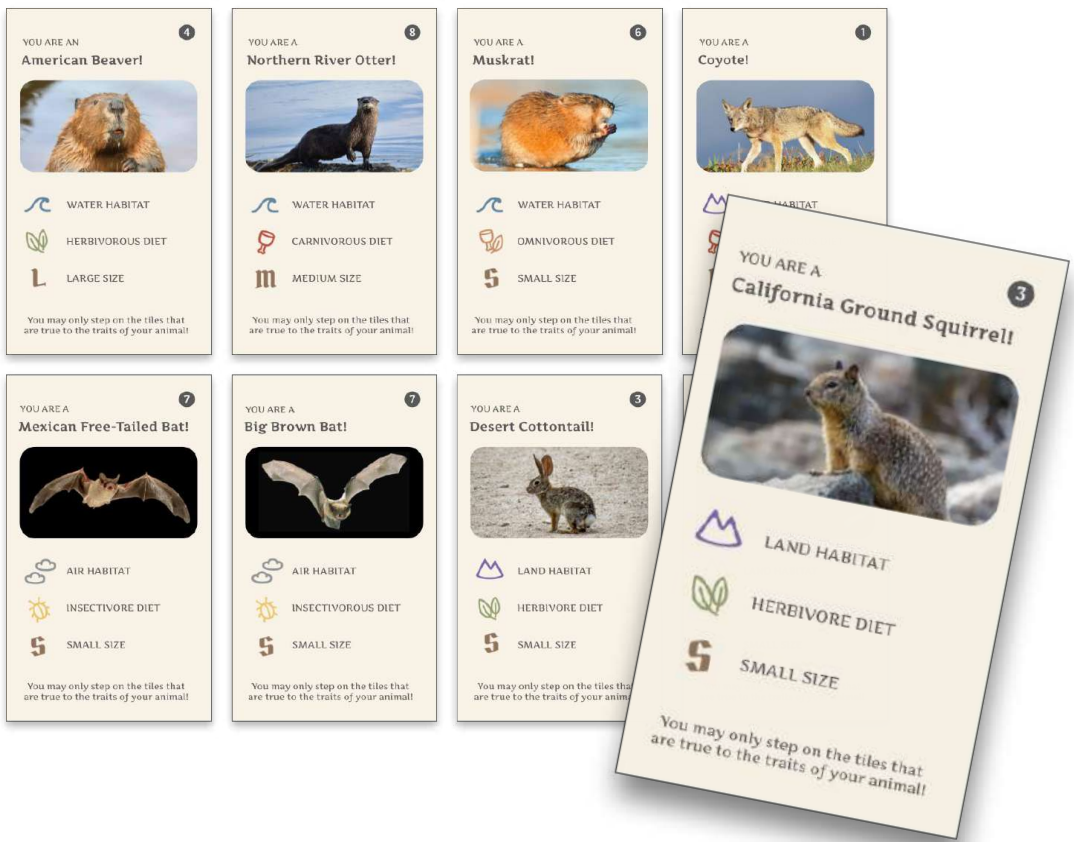 4
YOU ARE AN
American Beaver!
WATER HABITAT
HERBIVOROUS DIET
L LARGE SIZE
You may only step on the tiles that
are true to the traits of your animal!
8
YOU ARE A
Northern River Otter!
WATER HABITAT
CARNIVOROUS DIET
m MEDIUM SIZE
You may only step on the tiles that
are true to the traits of your animal!
6
YOU ARE A
Muskrat!
WATER HABITAT
OMNIVOROUS DIET
S SMALL SIZE
You may only step on the tiles that
are true to the traits of your animal!
1
YOU ARE A
Coyote!
HABITAT
3
YOU ARE A
California Ground Squirrel!
LAND HABITAT
HERBIVORE DIET
S SMALL SIZE
You may only step on the tiles that
are true to the traits of your animal!
7
YOU ARE A
Mexican Free-Tailed Bat!
AIR HABITAT
INSECTIVORE DIET
S SMALL SIZE
You may only step on the tiles that
are true to the traits of your animal!
7
YOU ARE A
Big Brown Bat!
AIR HABITAT
INSECTIVOROUS DIET
S SMALL SIZE
You may only step on the tiles that
are true to the traits of your animal!
3
YOU ARE A
Desert Cottontail!
LAND HABITAT
HERBIVORE DIET
S SMALL SIZE
You may only step on the tiles
are true to the traits of your